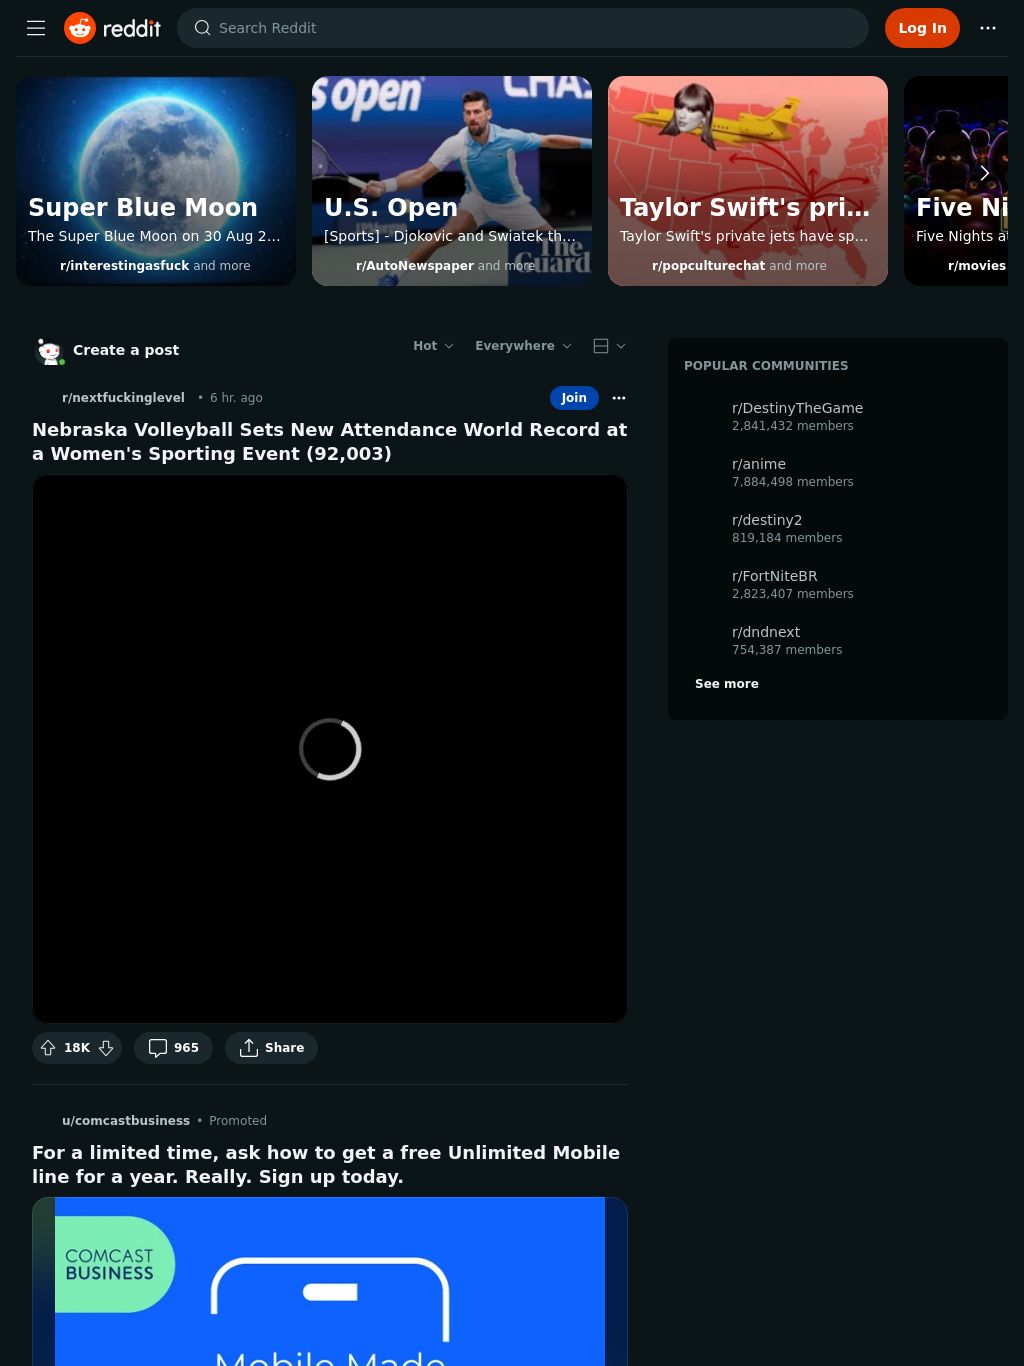 reddit
Search Reddit
Log In
s open
CHA
Super Blue Moon
The Super Blue Moon on 30 Aug 2...
r/interestingasfuck and more
U.S. Open
[Sports] - Djokovic and Swiatek th...
The
Guard
r/AutoNewspaper and more
Taylor Swift's pri...
Taylor Swift's private jets have sp...
r/popculturechat and more
Five Ni
Five Nights a
r/movies
Create a post
Hot
Everywhere
r/nextfuckinglevel • 6 hr. ago
Join
Nebraska Volleyball Sets New Attendance World Record at
a Women's Sporting Event (92,003)
18K
965
Share
u/comcastbusiness • Promoted
For a limited time, ask how to get a free Unlimited Mobile
line for a year. Really. Sign up today.
COMCAST
BUSINESS
Mobile Made
POPULAR COMMUNITIES
r/DestinyTheGame
2,841,432 members
r/anime
7,884,498 members
r/destiny2
819,184 members
r/FortNiteBR
2,823,407 members
r/dndnext
754,387 members
See more